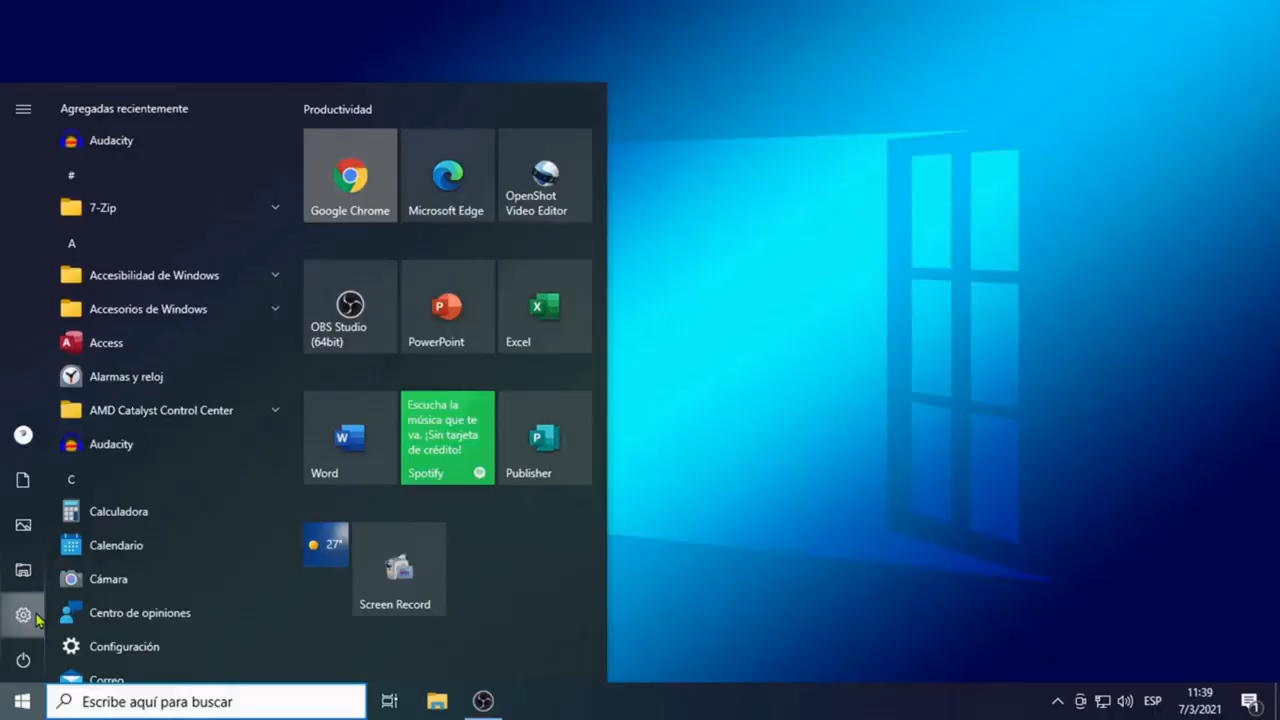 Agregadas recientemente
Audacity
#
7-Zip
A
Accesibilidad de Windows
Accesorios de Windows
Access
Alarmas y reloj
AMD Catalyst Control Center
Audacity
C
Calculadora
Calendario
Cámara
Centro de opiniones
Configuración
Correo
Productividad
Google Chrome
Microsoft Edge
OpenShot
Video Editor
OBS Studio
(64bit)
PowerPoint
Excel
Word
Escucha la
música que te
va. ¡Sin tarjeta
de crédito!
Spotify
Publisher
27°
Screen Record
Escribe aquí para buscar
ESP
11:39
7/3/2021
1